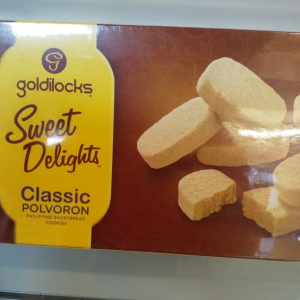 goldilocks
Sweet
Delights
Classic
POLVORON
PHILIPPINE SHORTBREAD
COOKIES